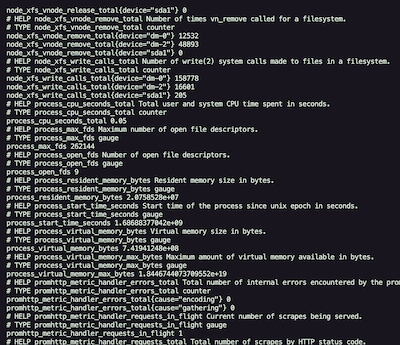 node_xfs_vnode_release_total{device="sda1"} 0
# HELP node_xfs_vnode_remove_total Number of times vn_remove called for a filesystem.
# TYPE node_xfs_vnode_remove_total counter
node_xfs_vnode_remove_total{device="dm-0"} 12532
node_xfs_vnode_remove_total{device="dm-2"} 48893
node_xfs_vnode_remove_total{device="sda1"} 0
# HELP node_xfs_write_calls_total Number of write(2) system calls made to files in a filesystem.
# TYPE node_xfs_write_calls_total counter
node_xfs_write_calls_total{device="dm-0"} 158778
node_xfs_write_calls_total{device="dm-2"} 16601
node_xfs_write_calls_total{device="sda1"} 205
# HELP process_cpu_seconds_total Total user and system CPU time spent in seconds.
# TYPE process_cpu_seconds_total counter
process_cpu_seconds_total 0.05
# HELP process_max_fds Maximum number of open file descriptors.
# TYPE process_max_fds gauge
process_max_fds 262144
# HELP process_open_fds Number of open file descriptors.
# TYPE process_open_fds gauge
process_open_fds 9
# HELP process_resident_memory_bytes Resident memory size in bytes.
# TYPE process_resident_memory_bytes gauge
process_resident_memory_bytes 2.0758528e+07
# HELP process_start_time_seconds Start time of the process since unix epoch in seconds.
# TYPE process_start_time_seconds gauge
process_start_time_seconds 1.68688377042e+09
# HELP process_virtual_memory_bytes Virtual memory size in bytes.
# TYPE process_virtual_memory_bytes gauge
process_virtual_memory_bytes 7.41941248e+08
# HELP process_virtual_memory_max_bytes Maximum amount of virtual memory available in bytes.
# TYPE process_virtual_memory_max_bytes gauge
process_virtual_memory_max_bytes 1.8446744073709552e+19
# HELP promhttp_metric_handler_errors_total Total number of internal errors encountered by the prom
# TYPE promhttp_metric_handler_errors_total counter
promhttp_metric_handler_errors_total{cause="encoding"} 0
promhttp_metric_handler_errors_total{cause="gathering"} 0
# HELP promhttp_metric_handler_requests_in_flight Current number of scrapes being served.
# TYPE promhttp_metric_handler_requests_in_flight gauge
promhttp_metric_handler_requests_in_flight 1
# HELP promhttp_metric_handler_requests_total Total number of scrapes by HTTP status code.